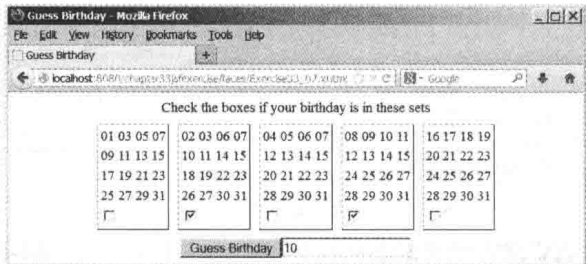 Guess Birthday - Mozilla Firefox
File Edit View History Bookmarks Tools Help
Guess Birthday +
localhost:8080/chapter33jsfexercise/faces/Exercise33_07.xhtml Google
Check the boxes if your birthday is in these sets
01 03 05 07 02 03 06 07 04 05 06 07 08 09 10 11 16 17 18 19
09 11 13 15 10 11 14 15 12 13 14 15 12 13 14 15 20 21 22 23
17 19 21 23 18 19 22 23 20 21 22 23 24 25 26 27 24 25 26 27
25 27 29 31 26 27 30 31 28 29 30 31 28 29 30 31 28 29 30 31
Guess Birthday 10